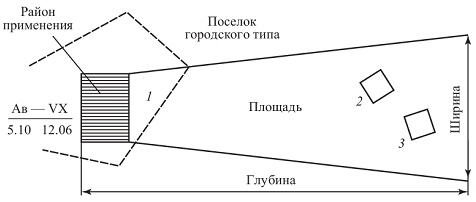 Район
применения
Поселок
городского типа
1
Ав — VX
5.10 12.06
Площадь
2
3
Ширина
Глубина